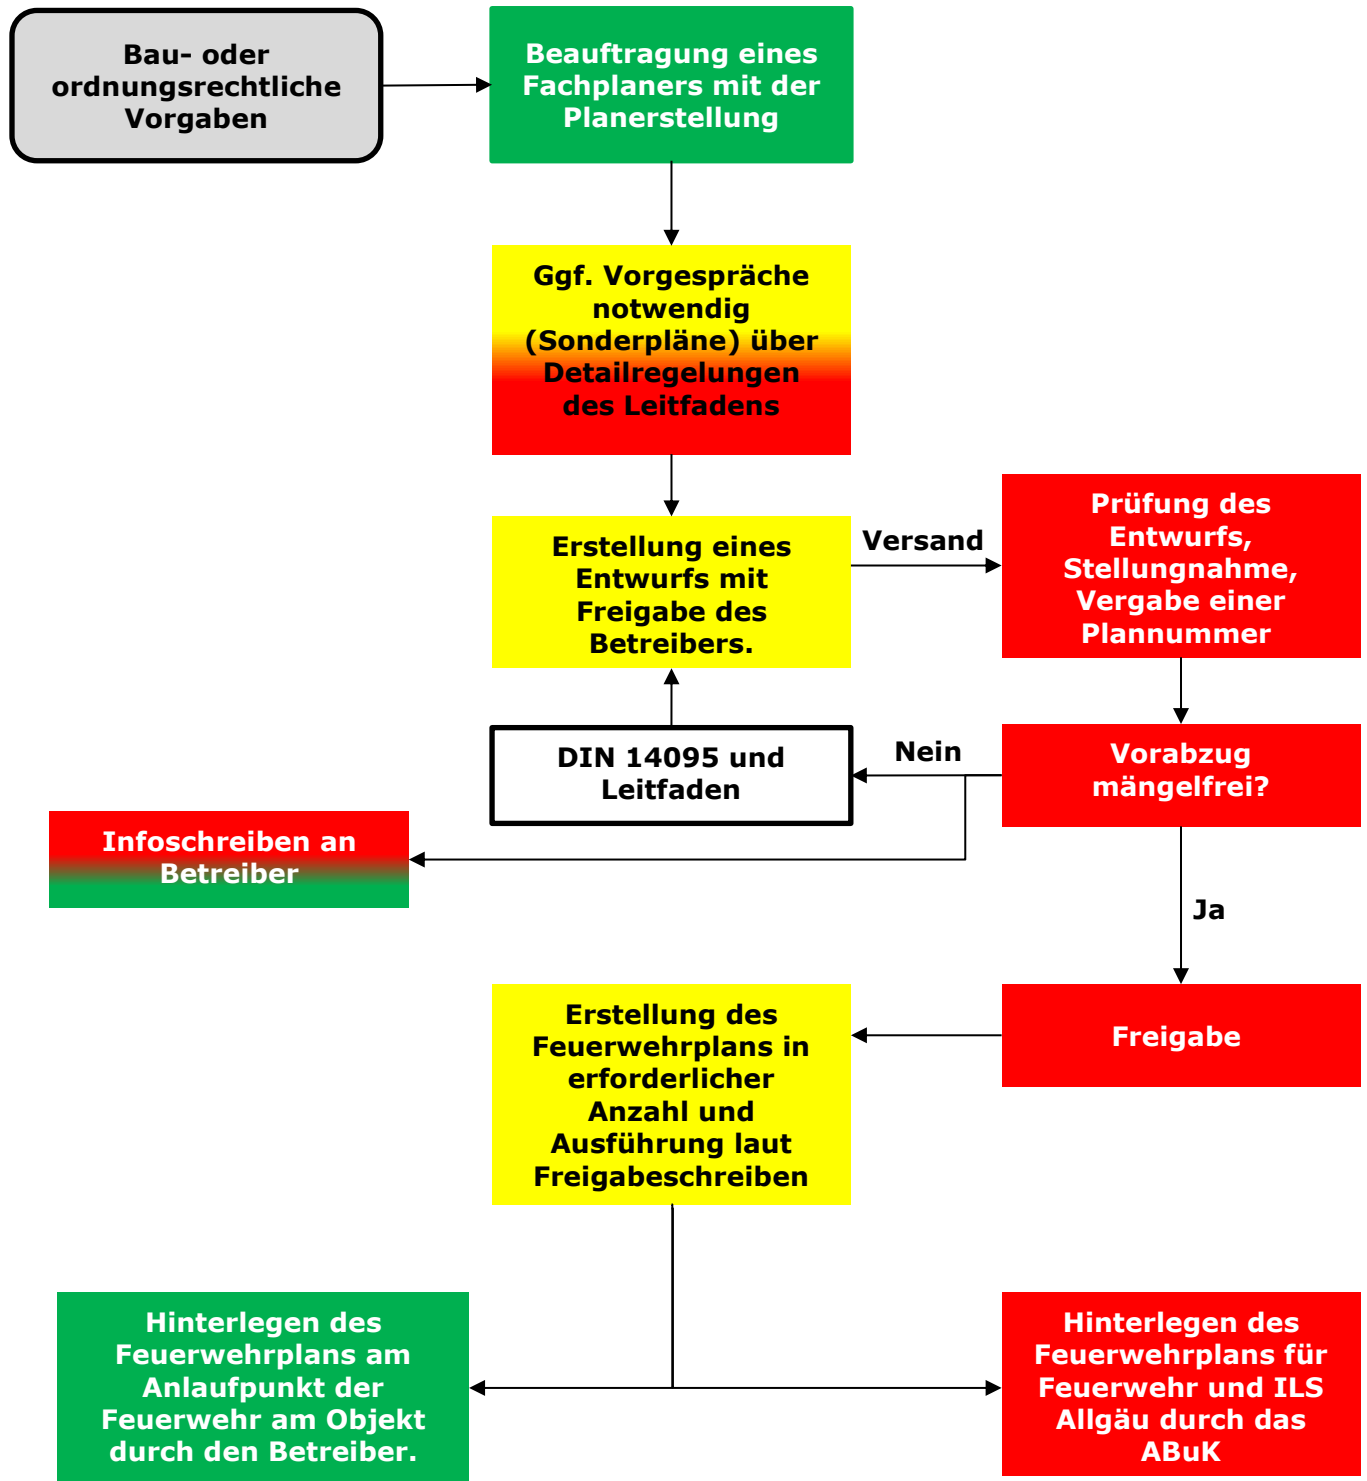 Bau- oder
ordnungsrechtliche
Vorgaben
Beauftragung eines
Fachplaners mit der
Planerstellung
Ggf. Vorgespräche
notwendig
(Sonderpläne) über
Detailregelungen
des Leitfadens
Erstellung eines
Entwurfs mit
Freigabe des
Betreibers.
Versand
Prüfung des
Entwurfs,
Stellungnahme,
Vergabe einer
Plannummer
DIN 14095 und
Leitfaden
Nein
Vorabzug
mängelfrei?
Infoschreiben an
Betreiber
Ja
Erstellung des
Feuerwehrplans in
erforderlicher
Anzahl und
Ausführung laut
Freigabeschreiben
Freigabe
Hinterlegen des
Feuerwehrplans am
Anlaufpunkt der
Feuerwehr am Objekt
durch den Betreiber.
Hinterlegen des
Feuerwehrplans für
Feuerwehr und ILS
Allgäu durch das
ABuK